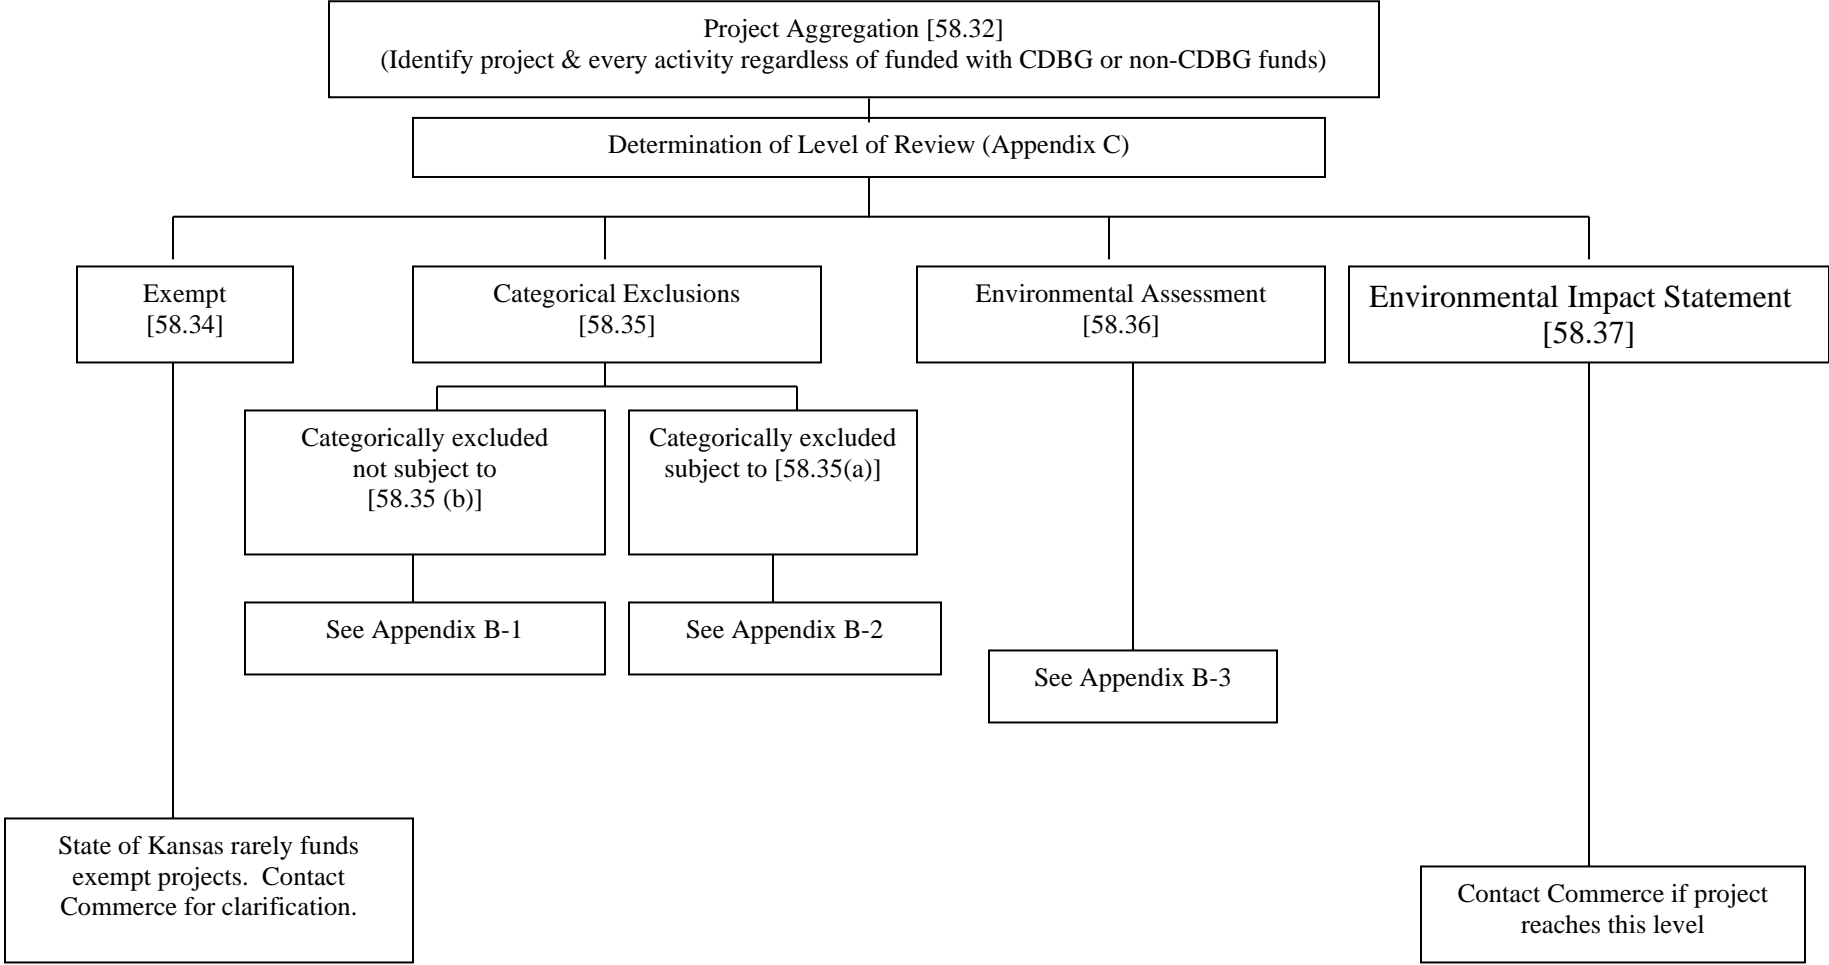 Project Aggregation [58.32]
(Identify project & every activity regardless of funded with CDBG or non-CDBG funds)
Determination of Level of Review (Appendix C)
Exempt
[58.34]
Categorical Exclusions
[58.35]
Environmental Assessment
[58.36]
Environmental Impact Statement
[58.37]
Categorically excluded
not subject to
[58.35 (b)]
Categorically excluded
subject to [58.35(a)]
See Appendix B-1
See Appendix B-2
See Appendix B-3
State of Kansas rarely funds
exempt projects.  Contact
Commerce for clarification.
Contact Commerce if project
reaches this level